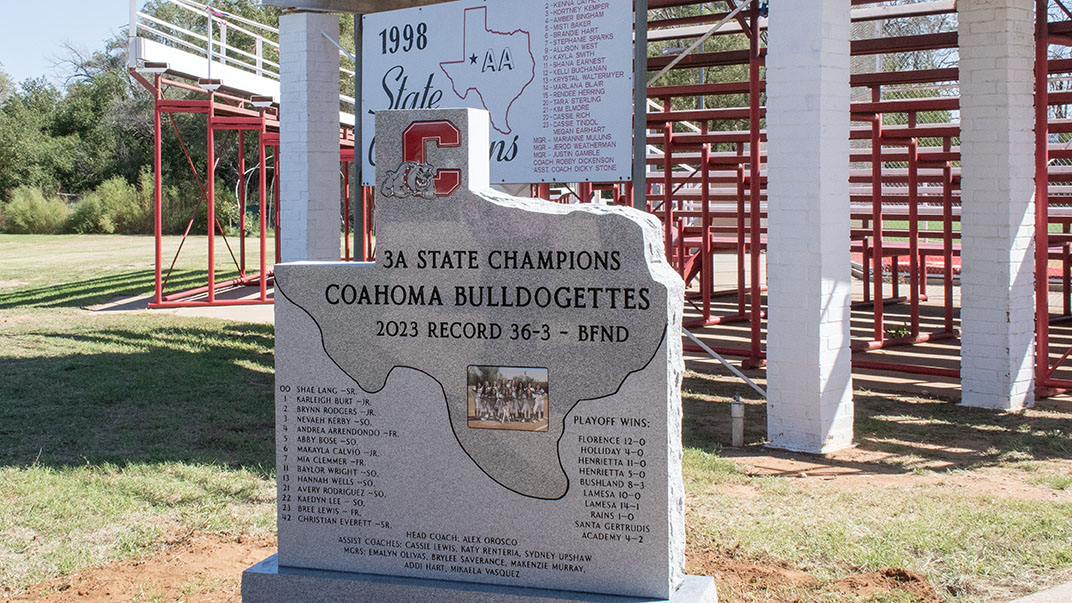 1998
AA
State
ns
2 - KENNA CATHEY
3 - KORTNEY KEMPER
4 - AMBER BINGHAM
5 - MISTI BAKER
6 - BRANDIE HART
7 - STEPHANIE SPARKS
9 - ALLISON WEST
10 - KAYLA SMITH
11 - SHANA EARNEST
12 - KELLI BUCHANAN
13 - KRYSTAL WALTERMYER
14 - MARLANA BLAIR
15 - RENDEE HERRING
20 - TARA STERLING
21 - KIM ELMORE
22 - CASSIE RICH
23 - CASSIE TINDOL
MEGAN EARHART
MGR - MARIANNE MULLINS
MGR - JEROD WEATHERMAN
MGR - JUSTIN GAMBLE
COACH ROBBY DICKENSON
ASST. COACH DICKY STONE
C
3A STATE CHAMPIONS
COAHOMA BULLDOGETTES
2023 RECORD 36-3 - BFND
00 SHAE LANG -SR.
1 KARLEIGH BURT -JR.
2 BRYNN RODGERS -JR.
3 NEVAEH KERBY -SO.
4 ANDREA ARRENDONDO -FR.
5 ABBY BOSE -SO.
6 MAKAYLA CALVIO -JR.
7 MIA CLEMMER -FR.
11 BAYLOR WRIGHT -SO.
13 HANNAH WELLS -SO.
21 AVERY RODRIGUEZ -SO.
22 KAEDYN LEE -SO.
23 BREE LEWIS - FR.
42 CHRISTIAN EVERETT -SR.
PLAYOFF WINS:
FLORENCE 12-0
HOLLIDAY 4-0
HENRIETTA 11-0
HENRIETTA 5-0
BUSHLAND 8-3
LAMESA 10-0
LAMESA 14-1
RAINS 1-0
SANTA GERTRUDIS
ACADEMY 4-2
HEAD COACH, ALEX OROSCO
ASSIST COACHES: CASSIE LEWIS, KATY RENTERIA, SYDNEY UPSHAW
MGRS: EMALYN OLIVAS, BRYLEE SAVERANCE, MAKENZIE MURRAY,
ADDI HART, MIKAELA VASQUEZ